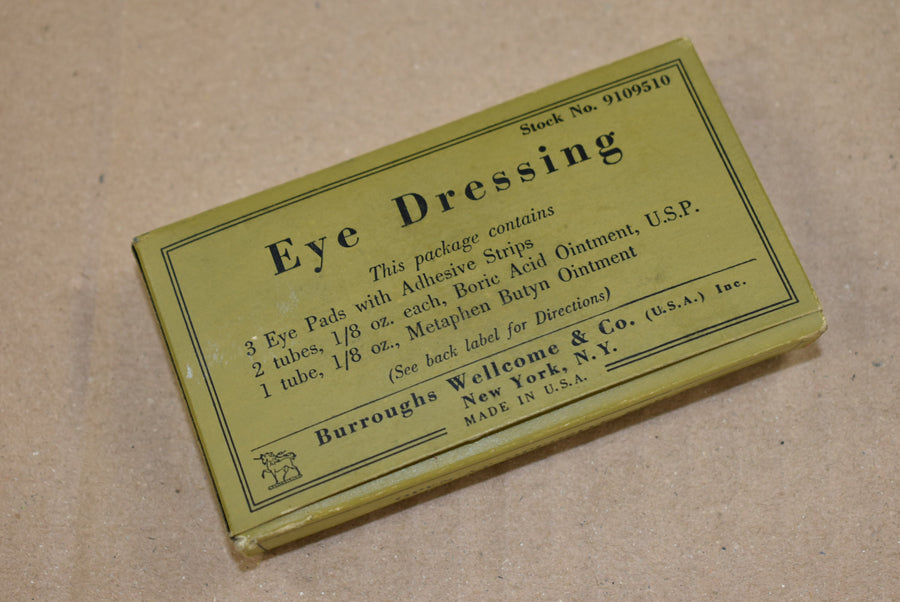 Stock No. 9109510
Eye Dressing
This package contains
3 Eye Pads with Adhesive Strips
2 tubes, 1/8 oz. each, Boric Acid Ointment, U.S.P.
1 tube, 1/8 oz., Metaphen Butyn Ointment
(See back label for Directions)
Burroughs Wellcome & Co. (U.S.A.) Inc.
New York, N.Y.
MADE IN U.S.A.